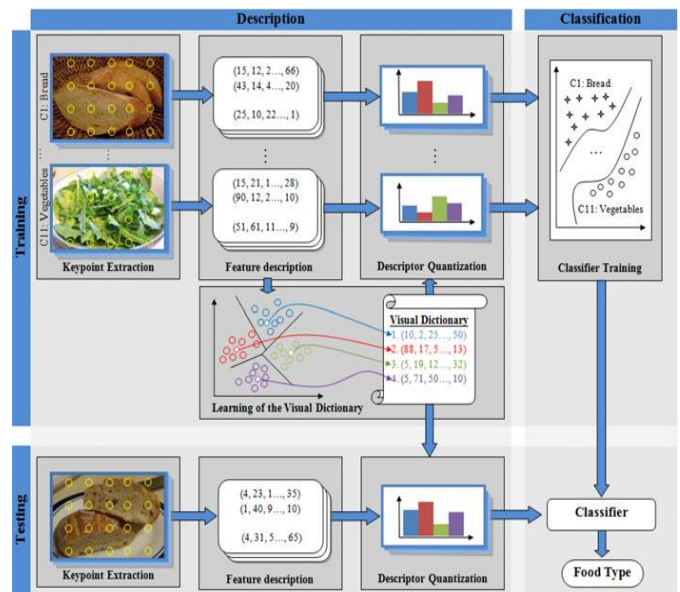 Description
Classification
Training
C1: Bread
...
C11: Vegetables
Keypoint Extraction
(15, 12, 2..., 66)
(43, 14, 4..., 20)
(25, 10, 22..., 1)
(15, 21, 1..., 28)
(90, 12, 2..., 10)
(51, 61, 11..., 9)
Feature description
Descriptor Quantization
C1: Bread
...
C11: Vegetables
Classifier Training
Learning of the Visual Dictionary
Visual Dictionary
1. (10, 2, 25..., 50)
2. (88, 17, 5..., 13)
3. (5, 19, 12..., 32)
4. (5, 71, 50..., 10)
Testing
Keypoint Extraction
(4, 23, 1..., 35)
(1, 40, 9..., 10)
(4, 31, 5..., 65)
Feature description
Descriptor Quantization
Classifier
Food Type